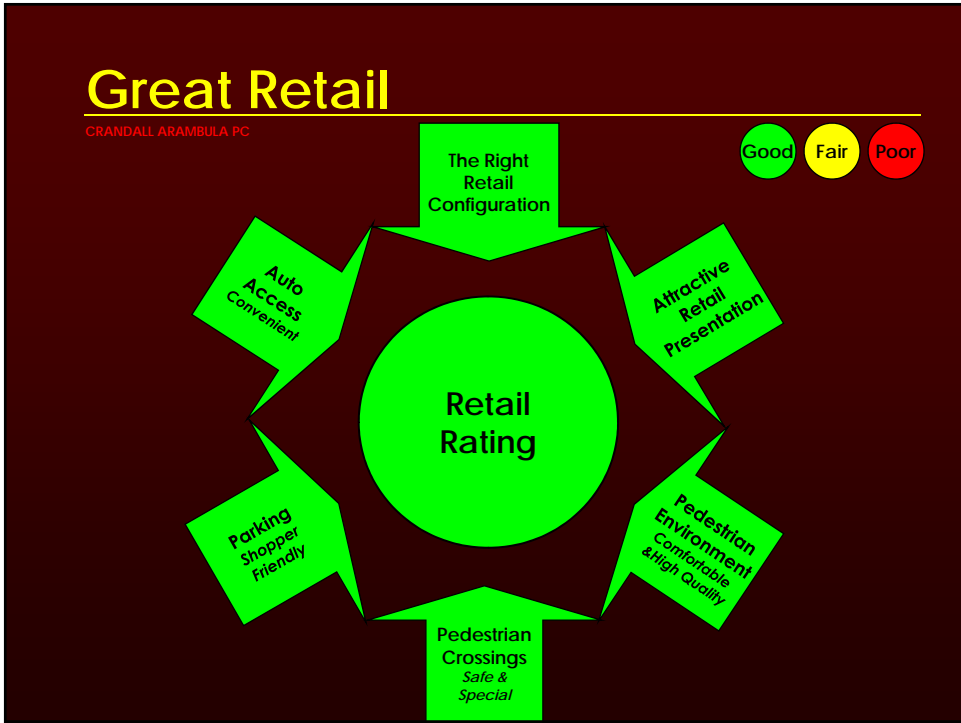 Great Retail
CRANDALL ARAMBULA PC
Good
Fair
Poor
The Right
Retail
Configuration
Attractive
Retail
Presentation
Pedestrian
Environment
Comfortable
&High Quality
Pedestrian
Crossings
Safe &
Special
Parking
Shopper
Friendly
Auto
Access
Convenient
Retail
Rating